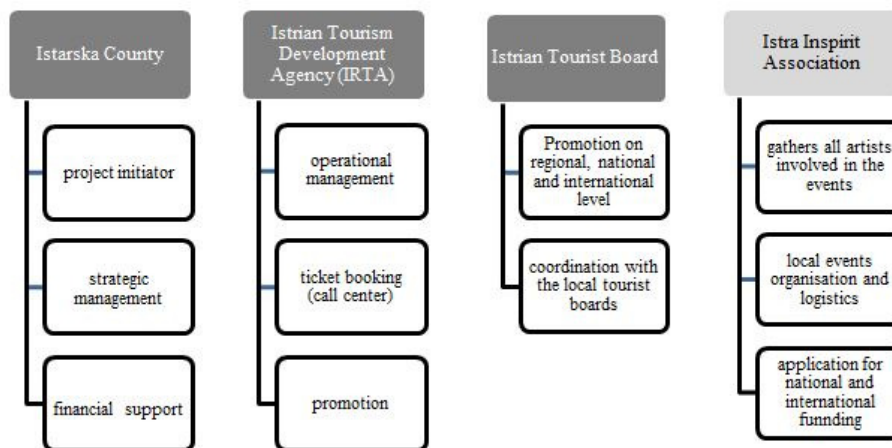 Istarska County
project initiator
strategic
management
financial support
Istrian Tourism
Development
Agency (IRTA)
operational
management
ticket booking
(call center)
promotion
Istrian Tourist Board
Promotion on
regional, national
and international
level
coordination with
the local tourist
boards
Istra Inspirit
Association
gathers all artists
involved in the
events
local events
organisation and
logistics
application for
national and
international
funnding